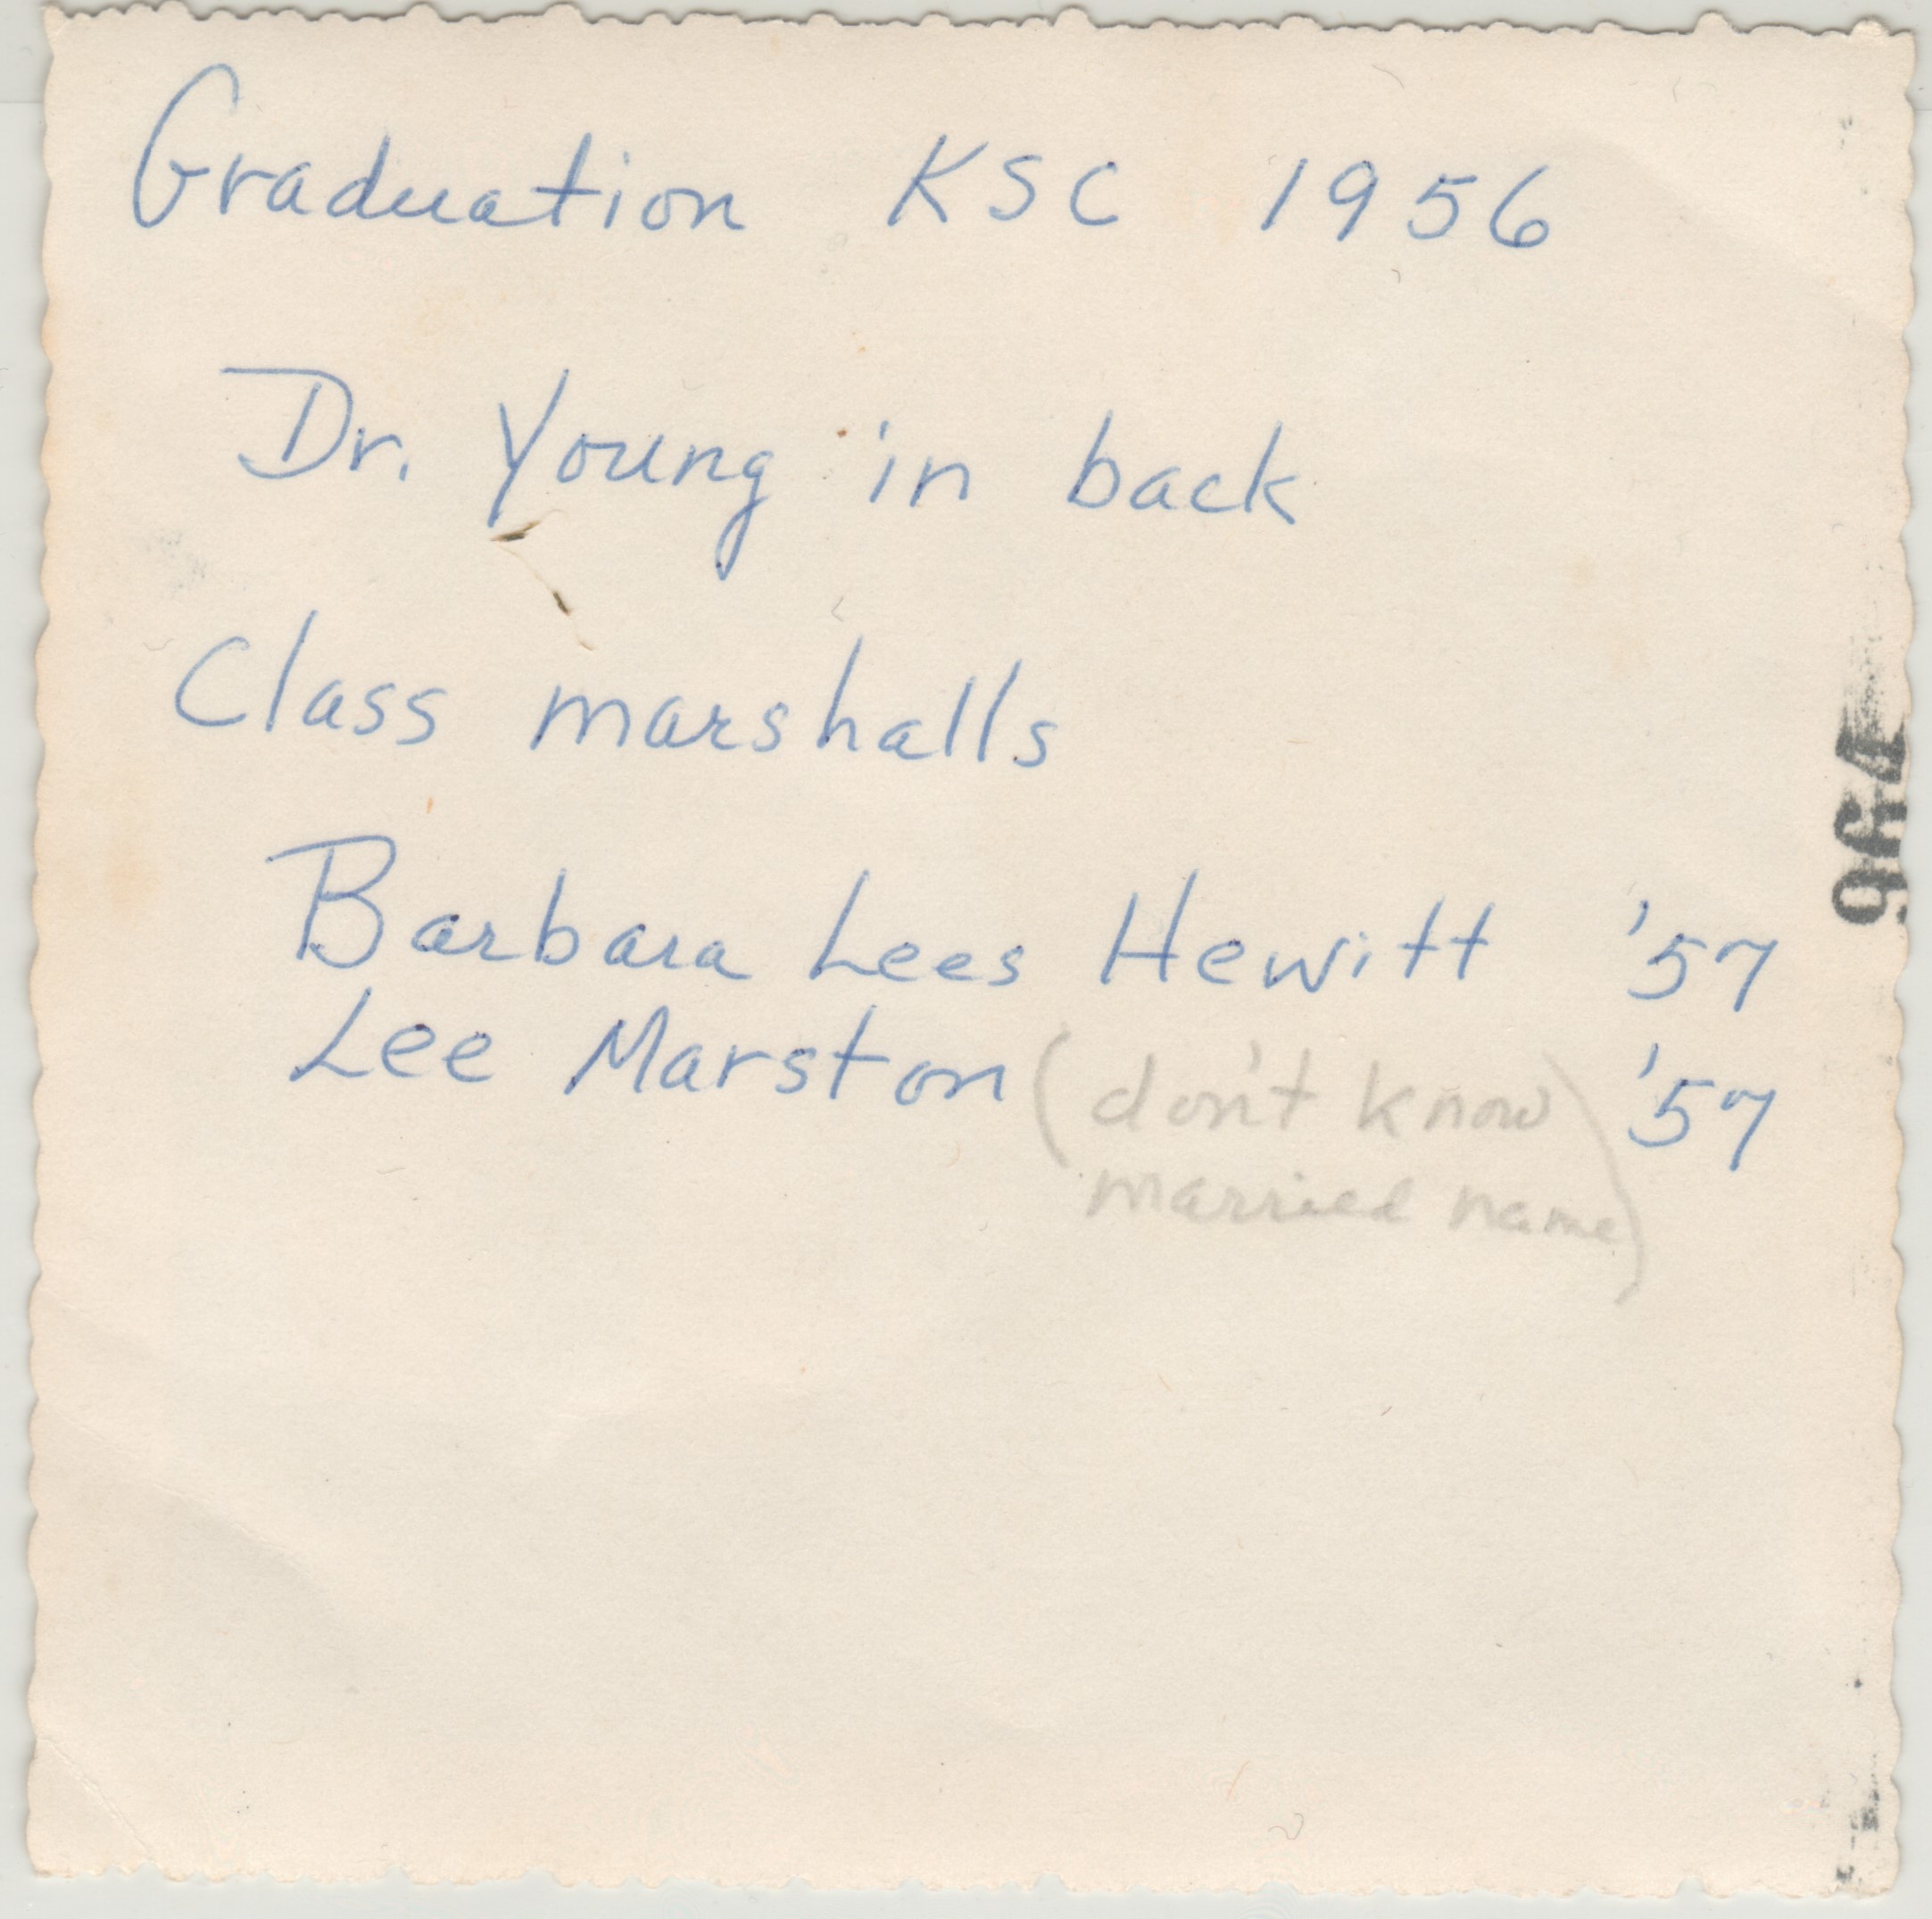 Graduation KSC 1956
Dr. Young in back
Class marshalls
Barbara Lees Hewitt '57
Lee Marston (don't know '57
married name)
964